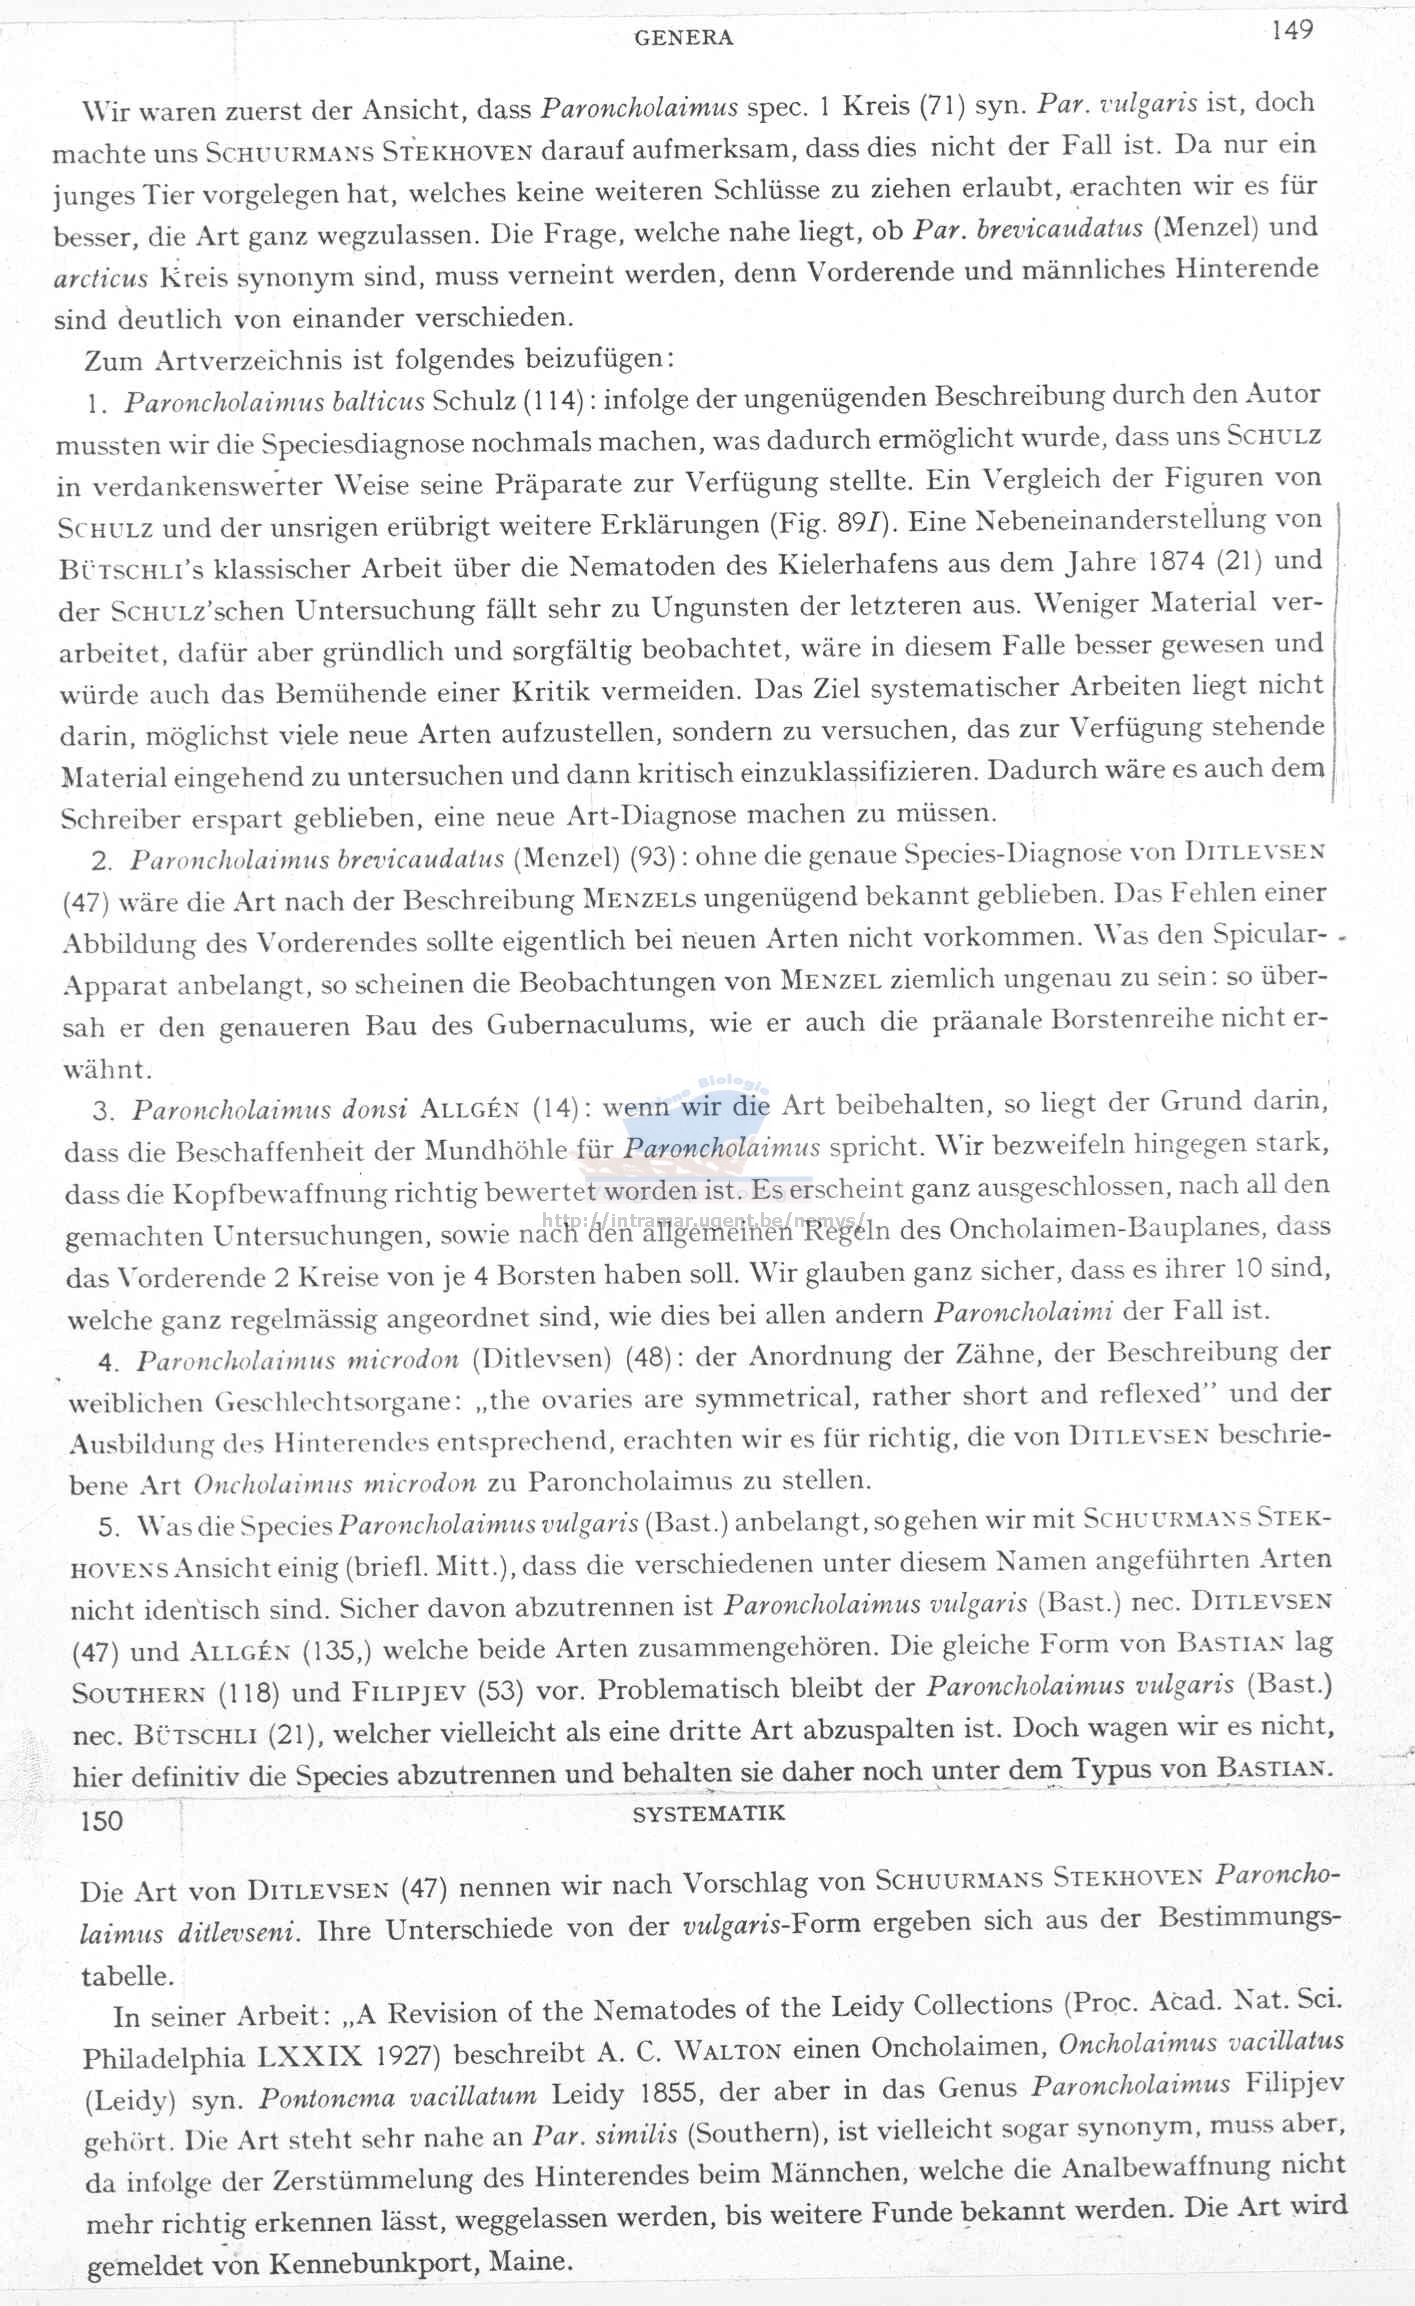 GENERA
149
Wir waren zuerst der Ansicht, dass Paroncholaimus spec. 1 Kreis (71) syn. Par. vulgaris ist, doch
machte uns SCHUURMANS STEKHOVEN darauf aufmerksam, dass dies nicht der Fall ist. Da nur ein
junges Tier vorgelegen hat, welches keine weiteren Schlüsse zu ziehen erlaubt, erachten wir es für
besser, die Art ganz wegzulassen. Die Frage, welche nahe liegt, ob Par. brevicaudatus (Menzel) und
arcticus Kreis synonym sind, muss verneint werden, denn Vorderende und männliches Hinterende
sind deutlich von einander verschieden.
Zum Artverzeichnis ist folgendes beizufügen:
1. Paroncholaimus balticus Schulz (114): infolge der ungenügenden Beschreibung durch den Autor
mussten wir die Speciesdiagnose nochmals machen, was dadurch ermöglicht wurde, dass uns SCHULZ
in verdankenswerter Weise seine Präparate zur Verfügung stellte. Ein Vergleich der Figuren von
SCHULZ und der unsrigen erübrigt weitere Erklärungen (Fig. 89I). Eine Nebeneinanderstellung von
BÜTSCHLI'S klassischer Arbeit über die Nematoden des Kielerhafens aus dem Jahre 1874 (21) und
der SCHULZ'schen Untersuchung fällt sehr zu Ungunsten der letzteren aus. Weniger Material ver-
arbeitet, dafür aber gründlich und sorgfältig beobachtet, wäre in diesem Falle besser gewesen und
würde auch das Bemühende einer Kritik vermeiden. Das Ziel systematischer Arbeiten liegt nicht
darin, möglichst viele neue Arten aufzustellen, sondern zu versuchen, das zur Verfügung stehende
Material eingehend zu untersuchen und dann kritisch einzuklassifizieren. Dadurch wäre es auch dem
Schreiber erspart geblieben, eine neue Art-Diagnose machen zu müssen.
2. Paroncholaimus brevicaudatus (Menzel) (93): ohne die genaue Species-Diagnose von DITLEVSEN
(47) wäre die Art nach der Beschreibung MENZELS ungenügend bekannt geblieben. Das Fehlen einer
Abbildung des Vorderendes sollte eigentlich bei neuen Arten nicht vorkommen. Was den Spicular-
Apparat anbelangt, so scheinen die Beobachtungen von MENZEL ziemlich ungenau zu sein: so über-
sah er den genaueren Bau des Gubernaculums, wie er auch die präanale Borstenreihe nicht er-
wähnt.
3. Paroncholaimus donsi ALLGÉN (14): wenn wir die Art beibehalten, so liegt der Grund darin,
dass die Beschaffenheit der Mundhöhle für Paroncholaimus spricht. Wir bezweifeln hingegen stark,
dass die Kopfbewaffnung richtig bewertet worden ist. Es erscheint ganz ausgeschlossen, nach all den
gemachten Untersuchungen, sowie nach den allgemeinen Regeln des Oncholaimen-Bauplanes, dass
das Vorderende 2 Kreise von je 4 Borsten haben soll. Wir glauben ganz sicher, dass es ihrer 10 sind,
welche ganz regelmässig angeordnet sind, wie dies bei allen andern Paroncholaimi der Fall ist.
4. Paroncholaimus microdon (Ditlevsen) (48): der Anordnung der Zähne, der Beschreibung der
weiblichen Geschlechtsorgane: „the ovaries are symmetrical, rather short and reflexed” und der
Ausbildung des Hinterendes entsprechend, erachten wir es für richtig, die von DITLEVSEN beschrie-
bene Art Oncholaimus microdon zu Paroncholaimus zu stellen.
5. Was die Species Paroncholaimus vulgaris (Bast.) anbelangt, so gehen wir mit SCHUURMANS STEK-
HOVENS Ansicht einig (briefl. Mitt.), dass die verschiedenen unter diesem Namen angeführten Arten
nicht identisch sind. Sicher davon abzutrennen ist Paroncholaimus vulgaris (Bast.) nec. DITLEVSEN
(47) und ALLGÉN (135,) welche beide Arten zusammengehören. Die gleiche Form von BASTIAN lag
SOUTHERN (118) und FILIPJEV (53) vor. Problematisch bleibt der Paroncholaimus vulgaris (Bast.)
nec. BÜTSCHLI (21), welcher vielleicht als eine dritte Art abzuspalten ist. Doch wagen wir es nicht,
hier definitiv die Species abzutrennen und behalten sie daher noch unter dem Typus von BASTIAN.
150
SYSTEMATIK
Die Art von DITLEVSEN (47) nennen wir nach Vorschlag von SCHUURMANS STEKHOVEN Paroncho-
laimus ditlevseni. Ihre Unterschiede von der vulgaris-Form ergeben sich aus der Bestimmungs-
tabelle.
In seiner Arbeit: „A Revision of the Nematodes of the Leidy Collections (Proc. Acad. Nat. Sci.
Philadelphia LXXIX 1927) beschreibt A. C. WALTON einen Oncholaimen, Oncholaimus vacillatus
(Leidy) syn. Pontonema vacillatum Leidy 1855, der aber in das Genus Paroncholaimus Filipjev
gehört. Die Art steht sehr nahe an Par. similis (Southern), ist vielleicht sogar synonym, muss aber,
da infolge der Zerstümmelung des Hinterendes beim Männchen, welche die Analbewaffnung nicht
mehr richtig erkennen lässt, weggelassen werden, bis weitere Funde bekannt werden. Die Art wird
gemeldet von Kennebunkport, Maine.
http://intramar.ugent.be/nemys/